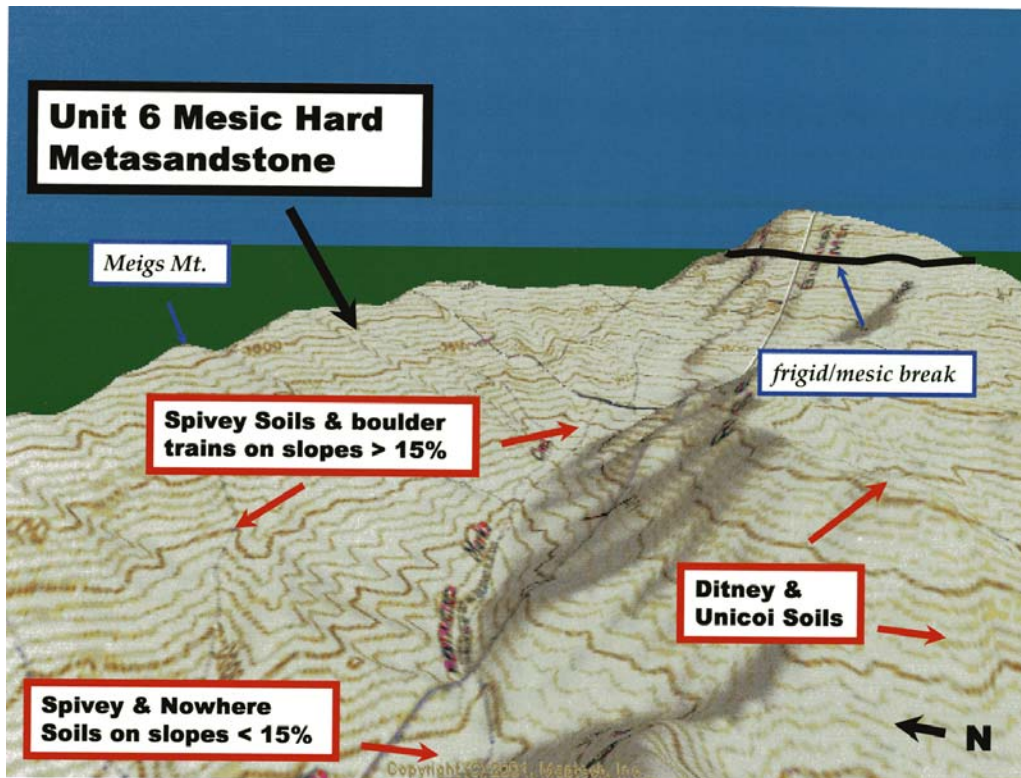 Unit 6 Mesic Hard
Metasandstone
Meigs Mt.
frigid/mesic break
Spivey Soils & boulder
trains on slopes > 15%
Ditney &
Unicoi Soils
Spivey & Nowhere
Soils on slopes < 15%
N